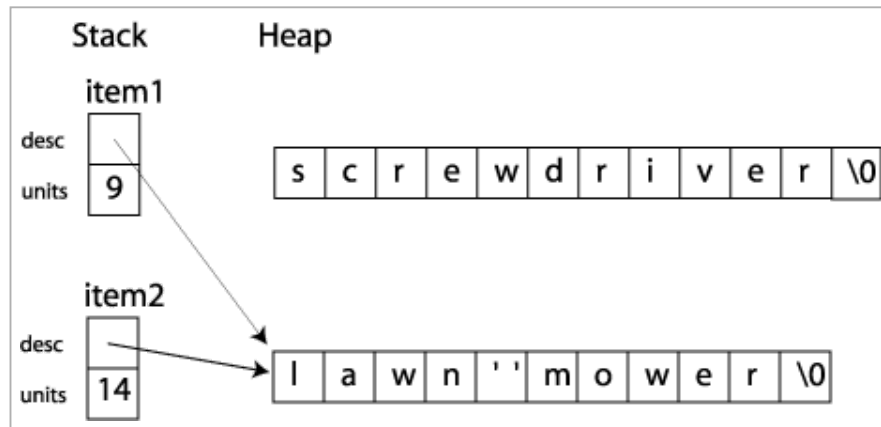 Stack Heap
item1
desc
s c r e w d r i v e r \0
units 9
item2
desc
l a w n ' ' m o w e r \0
units 14